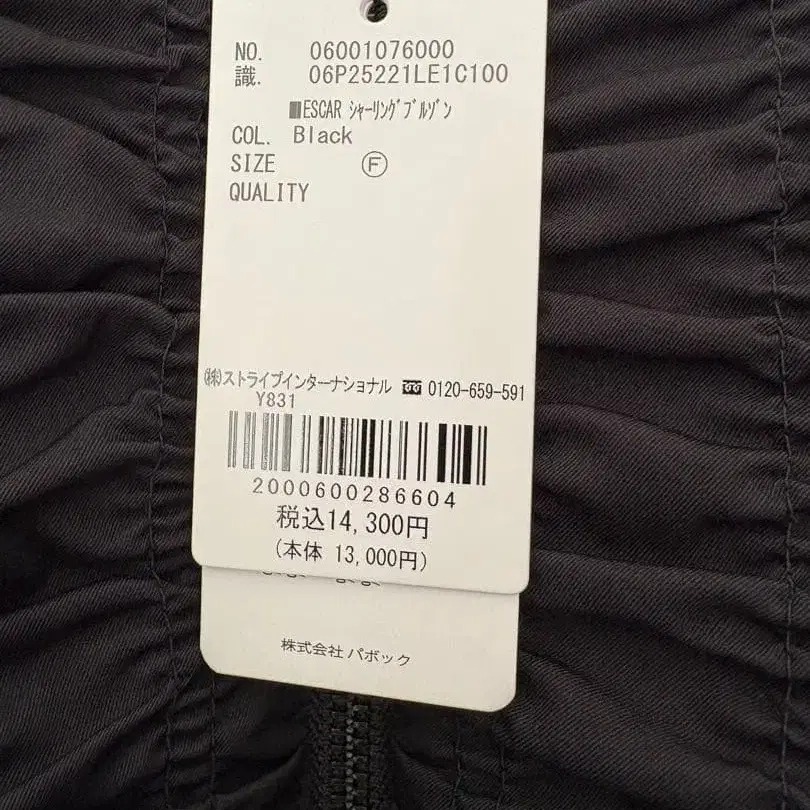 NO. 06001076000
識. 06P25221LE1C100
■ESCAR シャーリングブルゾン
COL. Black
SIZE Ⓕ
QUALITY
㈱ストライプインターナショナル 0120-659-591
Y831
2000600286604
税込14,300円
(本体 13,000円)
株式会社 パボック